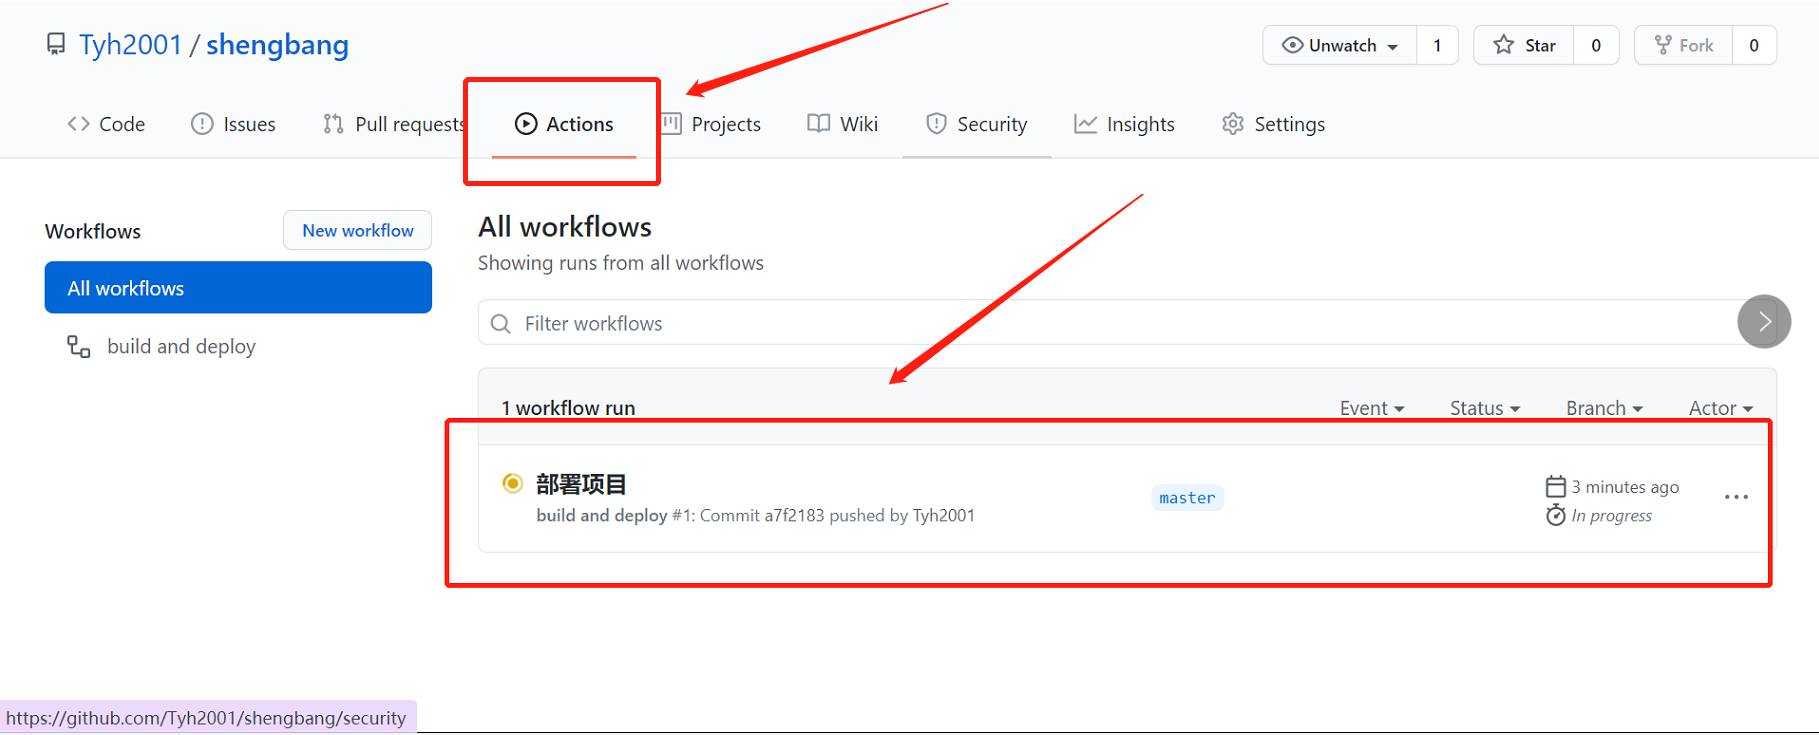 Tyh2001 / shengbang
Unwatch 1 Star 0 Fork 0
Code Issues Pull requests Actions Projects Wiki Security Insights Settings
Workflows
New workflow
All workflows
build and deploy
All workflows
Showing runs from all workflows
Filter workflows
1 workflow run
Event Status Branch Actor
部署项目
build and deploy #1: Commit a7f2183 pushed by Tyh2001
master
3 minutes ago
In progress
https://github.com/Tyh2001/shengbang/security